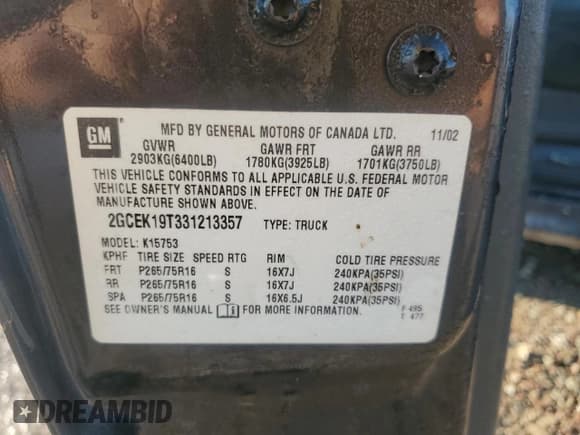 GM
MFD BY GENERAL MOTORS OF CANADA LTD. 11/02
GVWR GAWR FRT GAWR RR
2903KG(6400LB) 1780KG(3925LB) 1701KG(3750LB)
THIS VEHICLE CONFORMS TO ALL APPLICABLE U.S. FEDERAL MOTOR
VEHICLE SAFETY STANDARDS IN EFFECT ON THE DATE OF
MANUFACTURE SHOWN ABOVE.
2GCEK19T331213357 TYPE: TRUCK
MODEL: K15753
KPHF TIRE SIZE SPEED RTG RIM COLD TIRE PRESSURE
FRT P265/75R16 S 16X7J 240KPA(35PSI)
RR P265/75R16 S 16X7J 240KPA(35PSI)
SPA P265/75R16 S 16X6.5J 240KPA(35PSI)
SEE OWNER'S MANUAL FOR MORE INFORMATION.
F 495
T 477
DREAMBID